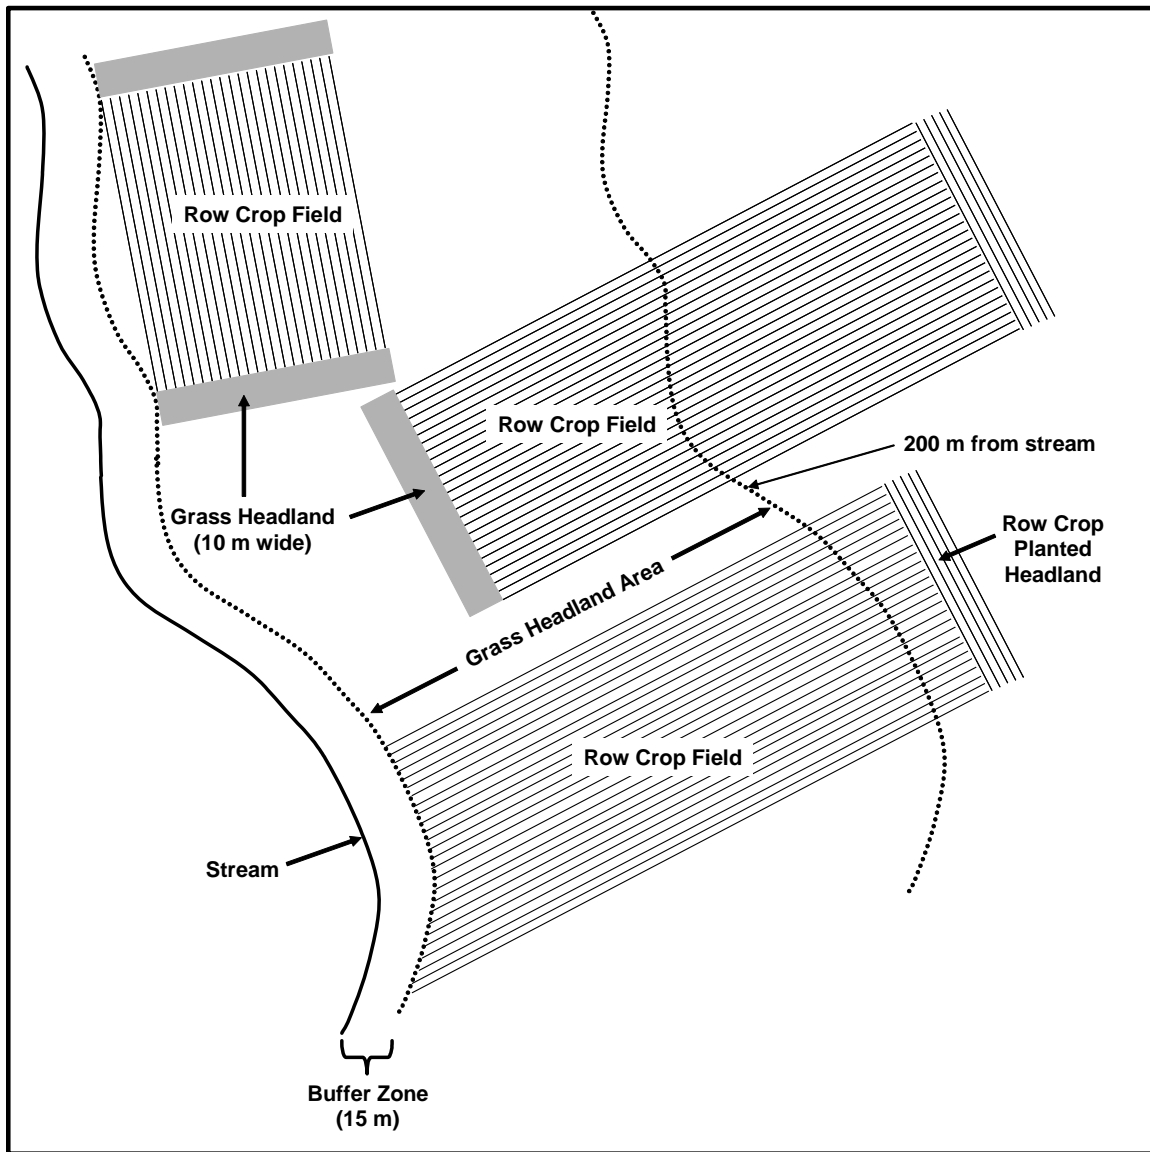 Row Crop Field
Row Crop Field
200 m from stream
Grass Headland
(10 m wide)
Row Crop
Planted
Headland
Grass Headland Area
Row Crop Field
Stream
Buffer Zone
(15 m)